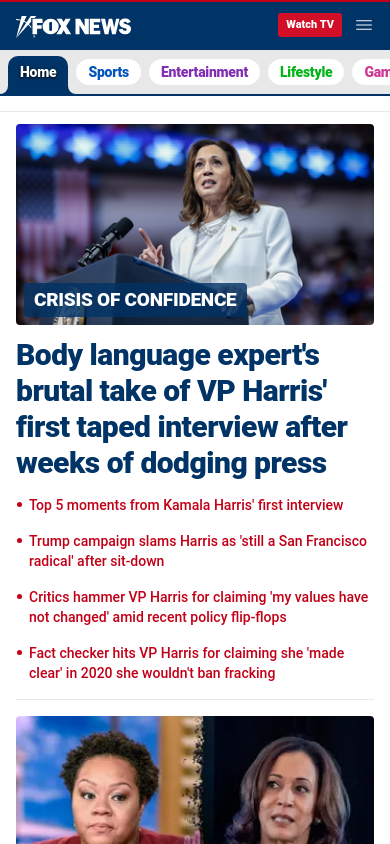 FOX NEWS
Watch TV
Home
Sports
Entertainment
Lifestyle
Gam
CRISIS OF CONFIDENCE
Body language expert's
brutal take of VP Harris'
first taped interview after
weeks of dodging press
• Top 5 moments from Kamala Harris' first interview
• Trump campaign slams Harris as 'still a San Francisco
radical' after sit-down
• Critics hammer VP Harris for claiming 'my values have
not changed' amid recent policy flip-flops
• Fact checker hits VP Harris for claiming she 'made
clear' in 2020 she wouldn't ban fracking